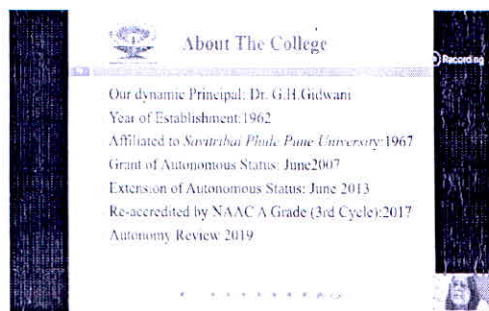 About The College
Recording
Our dynamic Principal: Dr. G.H.Gidwani
Year of Establishment:1962
Affiliated to Savitribai Phule Pune University:1967
Grant of Autonomous Status: June2007
Extension of Autonomous Status: June 2013
Re-accredited by NAAC A Grade (3rd Cycle):2017
Autonomy Review 2019